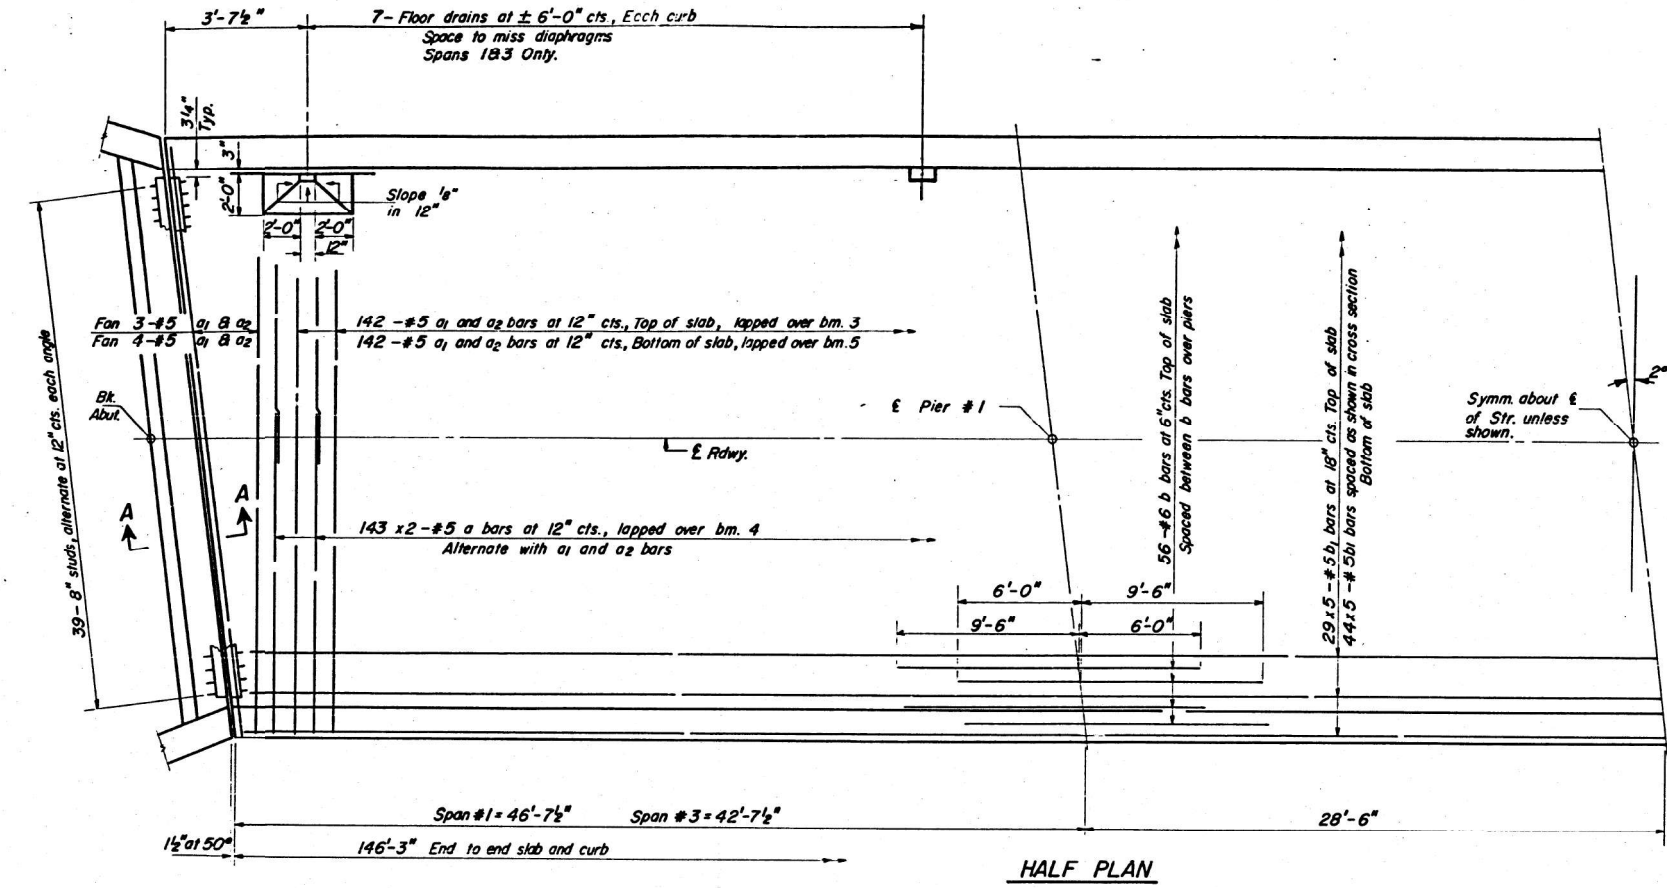 3'-7½"
7- Floor drains at ± 6'-0" cts., Each curb
Space to miss diaphragms
Spans 1&3 Only.
3¼"
Typ.
3"
2'-0"
Slope ⅛"
in 12"
2'-0"
2'-0"
12"
Fan 3-#5 a₁ & a₂
Fan 4-#5 a₁ & a₂
142 -#5 a₁ and a₂ bars at 12" cts., Top of slab, lapped over bm. 3
142 -#5 a₁ and a₂ bars at 12" cts., Bottom of slab, lapped over bm.5
39- 8" studs, alternate at 12" cts. each angle
Bk.
Abut.
℄ Pier #1
℄ Rdwy.
56-#6 b bars at 6"cts. Top of slab
Spaced between b bars over piers
29x5-#5b₁ bars at 18" cts. Top of slab
44x5-#5b1 bars spaced as shown in cross section
Bottom of slab
Symm. about ℄
of Str. unless
shown.
A
A
143 x2-#5 a bars at 12" cts., lapped over bm. 4
Alternate with a₁ and a₂ bars
6'-0"
9'-6"
9'-6"
6'-0"
Span #1 = 46'-7½"
Span #3 = 42'-7½"
28'-6"
1½"at 50°
146'-3" End to end slab and curb
HALF PLAN